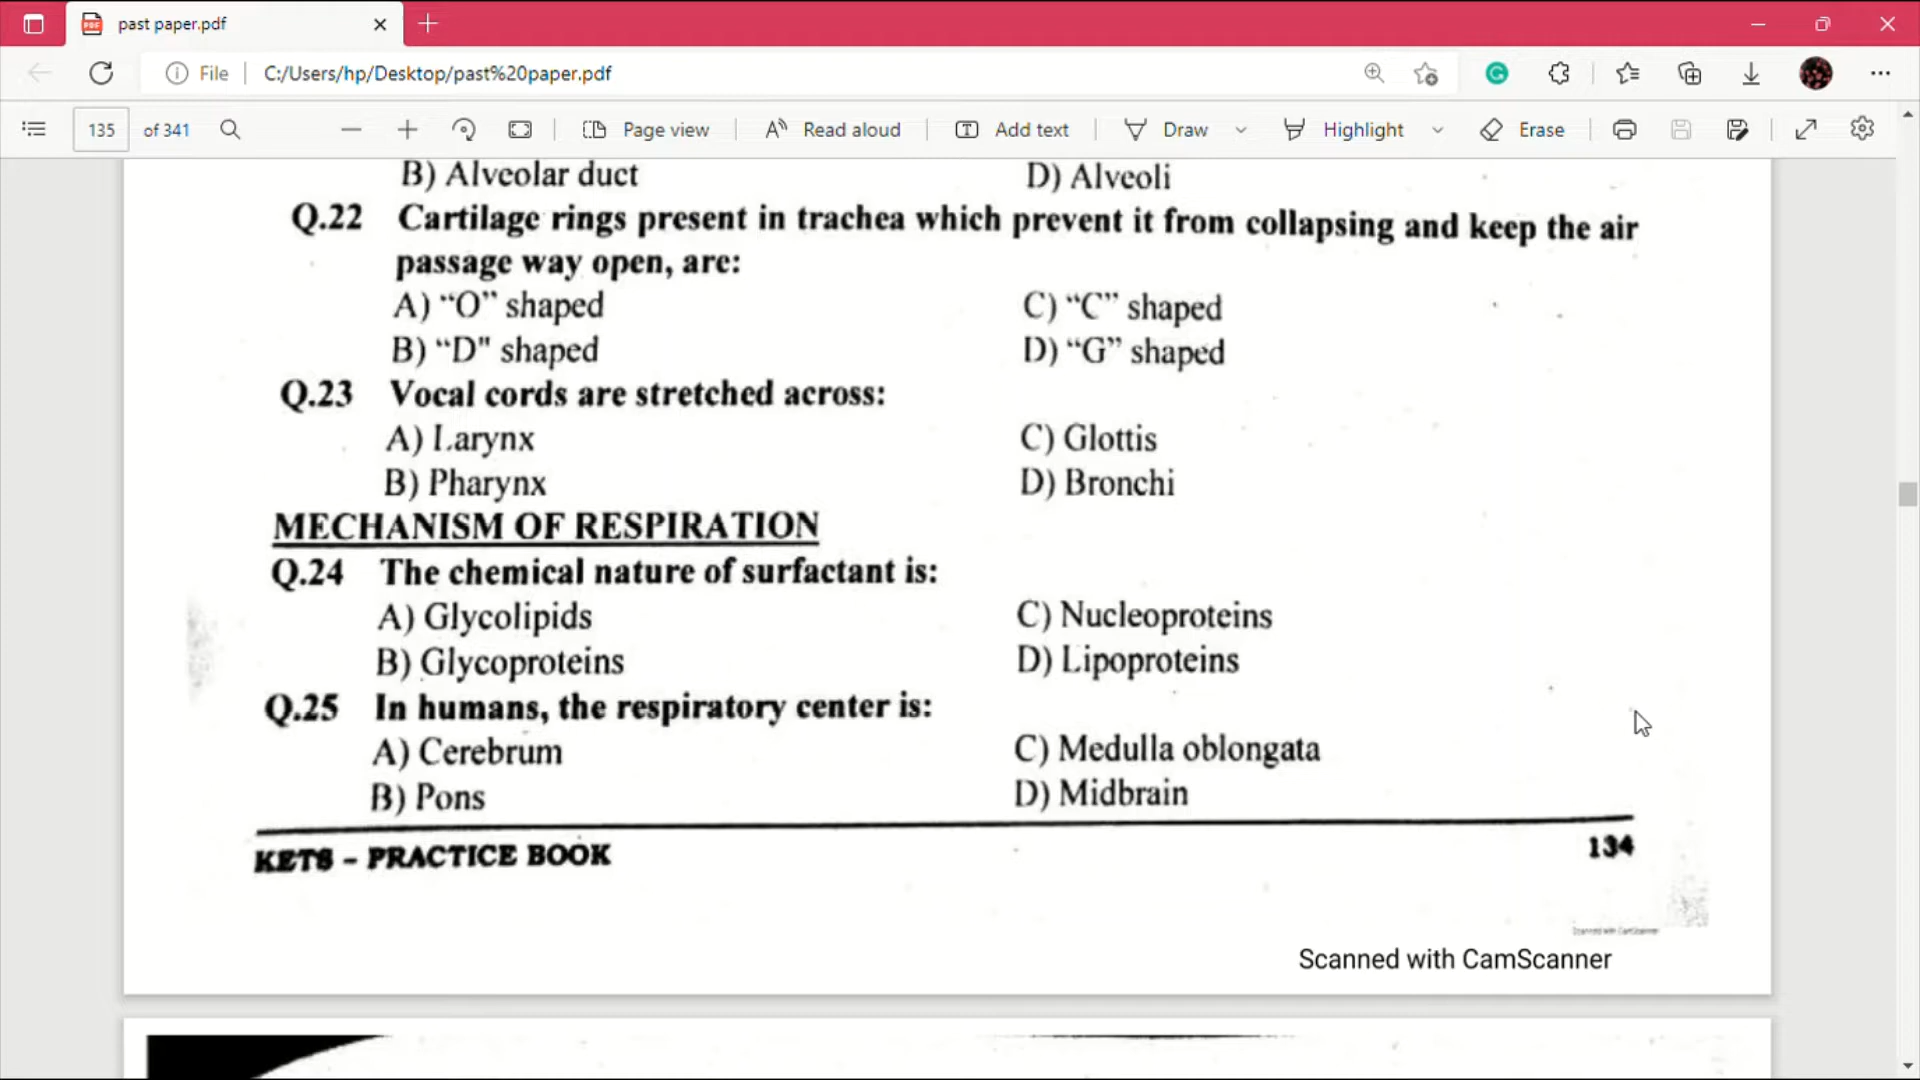 past paper.pdf
File
C:/Users/hp/Desktop/past%20paper.pdf
135 of 341
Page view
Read aloud
Add text
Draw
Highlight
Erase
B) Alveolar duct
D) Alveoli
Q.22 Cartilage rings present in trachea which prevent it from collapsing and keep the air
passage way open, are:
A) “O” shaped
C) “C” shaped
B) “D" shaped
D) “G” shaped
Q.23 Vocal cords are stretched across:
A) Larynx
C) Glottis
B) Pharynx
D) Bronchi
MECHANISM OF RESPIRATION
Q.24 The chemical nature of surfactant is:
A) Glycolipids
C) Nucleoproteins
B) Glycoproteins
D) Lipoproteins
Q.25 In humans, the respiratory center is:
A) Cerebrum
C) Medulla oblongata
B) Pons
D) Midbrain
KETS - PRACTICE BOOK
134
Scanned with CamScanner
Scanned with CamScanner